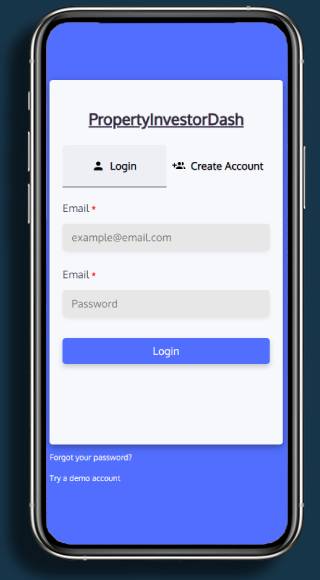 PropertyInvestorDash
Login
Create Account
Email *
example@email.com
Email *
Password
Login
Forgot your password?
Try a demo account